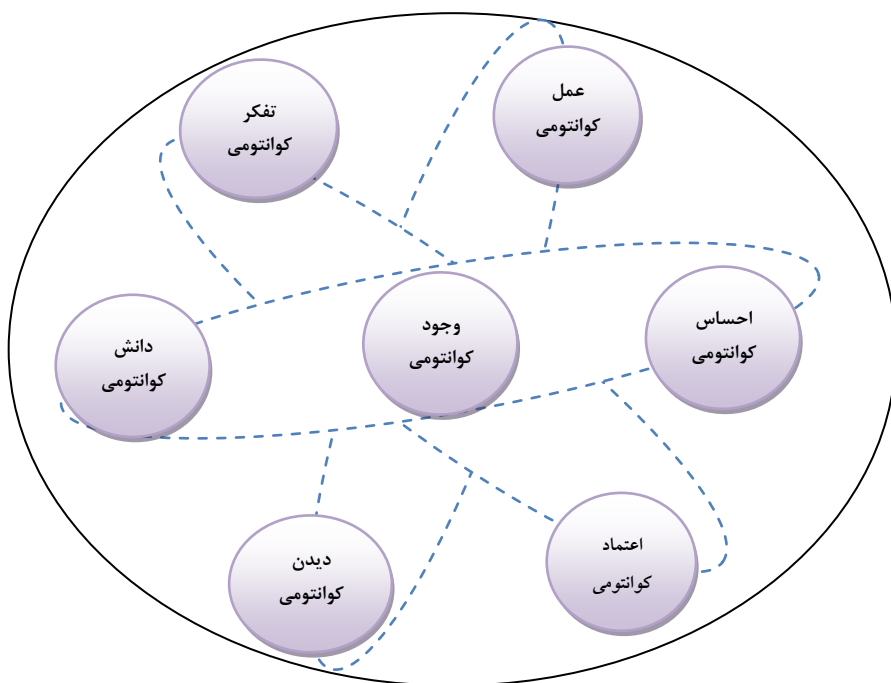 عمل
کوانتومی
تفکر
کوانتومی
احساس
کوانتومی
وجود
کوانتومی
دانش
کوانتومی
اعتماد
کوانتومی
دیدن
کوانتومی